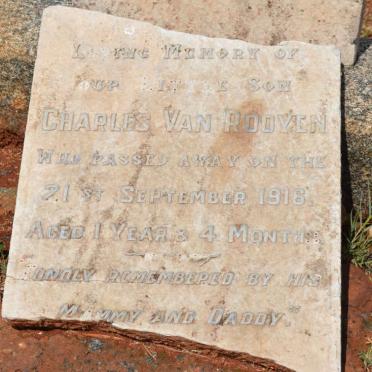 Loving Memory of
our Little Son
Charles Van Rooyen
Who passed away on the
21st September 1918.
Aged 1 Year & 4 Months
Fondly remembered by his
Mammy and Daddy."